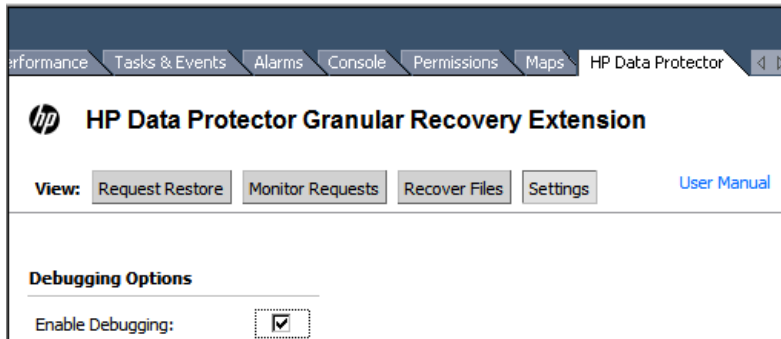 erformance Tasks & Events Alarms Console Permissions Maps HP Data Protector
hp HP Data Protector Granular Recovery Extension
View: Request Restore Monitor Requests Recover Files Settings User Manual
Debugging Options
Enable Debugging: